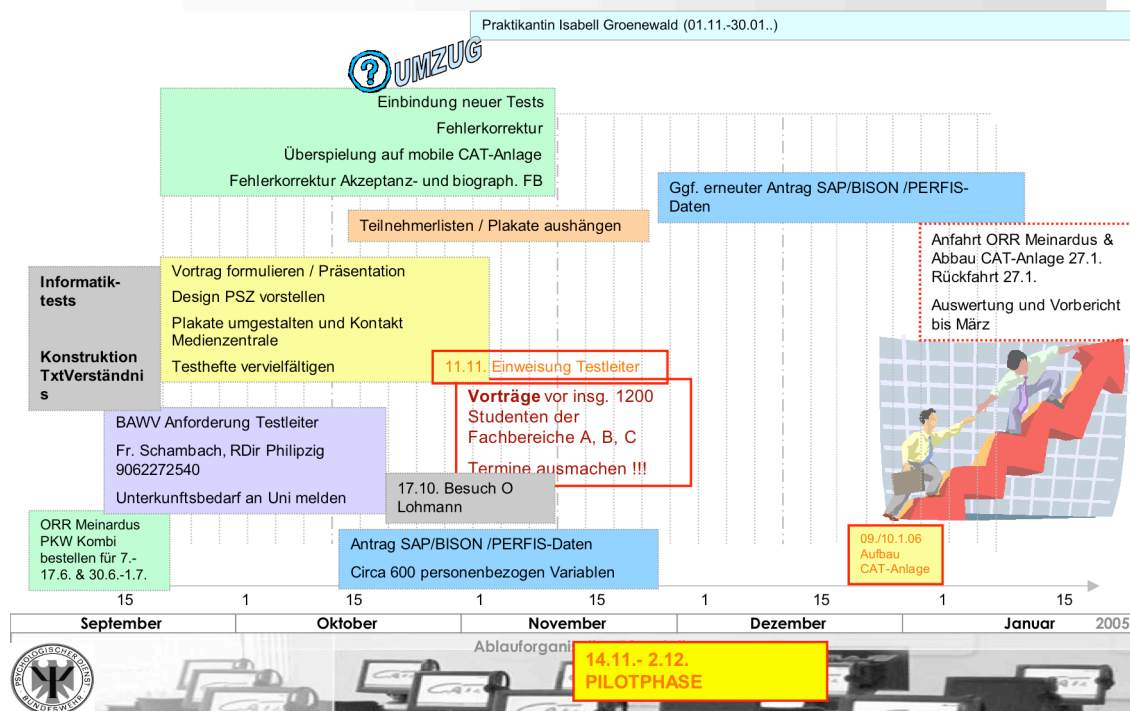 Praktikantin Isabell Groenewald (01.11.-30.01..)
?
UMZUG
Einbindung neuer Tests
Fehlerkorrektur
Überspielung auf mobile CAT-Anlage
Fehlerkorrektur Akzeptanz- und biograph. FB
Ggf. erneuter Antrag SAP/BISON /PERFIS-
Daten
Teilnehmerlisten / Plakate aushängen
Anfahrt ORR Meinardus &
Abbau CAT-Anlage 27.1.
Rückfahrt 27.1.
Auswertung und Vorbericht
bis März
Informatik-
tests
Konstruktion
TxtVerständni
s
Vortrag formulieren / Präsentation
Design PSZ vorstellen
Plakate umgestalten und Kontakt
Medienzentrale
Testhefte vervielfältigen
11.11. Einweisung Testleiter
Vorträge vor insg. 1200
Studenten der
Fachbereiche A, B, C
Termine ausmachen !!!
BAWV Anforderung Testleiter
Fr. Schambach, RDir Philipzig
9062272540
Unterkunftsbedarf an Uni melden
17.10. Besuch O
Lohmann
ORR Meinardus
PKW Kombi
bestellen für 7.-
17.6. & 30.6.-1.7.
Antrag SAP/BISON /PERFIS-Daten
Circa 600 personenbezogen Variablen
09./10.1.06
Aufbau
CAT-Anlage
15 1 15 1 15 1 15 1 15
September Oktober November Dezember Januar 2005
14.11.- 2.12.
PILOTPHASE
PSYCHOLOGISCHER DIENST
BUNDESWEHR